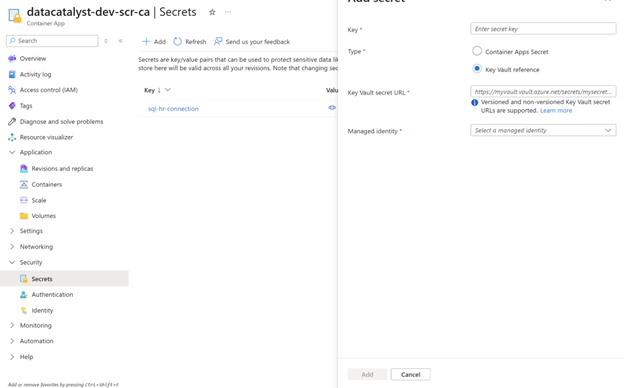 datacatalyst-dev-scr-ca | Secrets
Container App
Search
Overview
Activity log
Access control (IAM)
Tags
Diagnose and solve problems
Resource visualizer
Application
Revisions and replicas
Containers
Scale
Volumes
Settings
Networking
Security
Secrets
Authentication
Identity
Monitoring
Automation
Help
Add or remove favorites by pressing Ctrl+Shift+F
Add Refresh Send us your feedback
Secrets are key/value pairs that can be used to protect sensitive data
store here will be valid across all your revisions. Note that changing
Key
sql-hr-connection
Add secret
Key *
Enter secret key
Type *
Container Apps Secret
Key Vault reference
Key Vault secret URL *
https://myvault.vault.azure.net/secrets/mysecret...
Versioned and non-versioned Key Vault secret
URLs are supported. Learn more
Managed identity *
Select a managed identity
Add Cancel